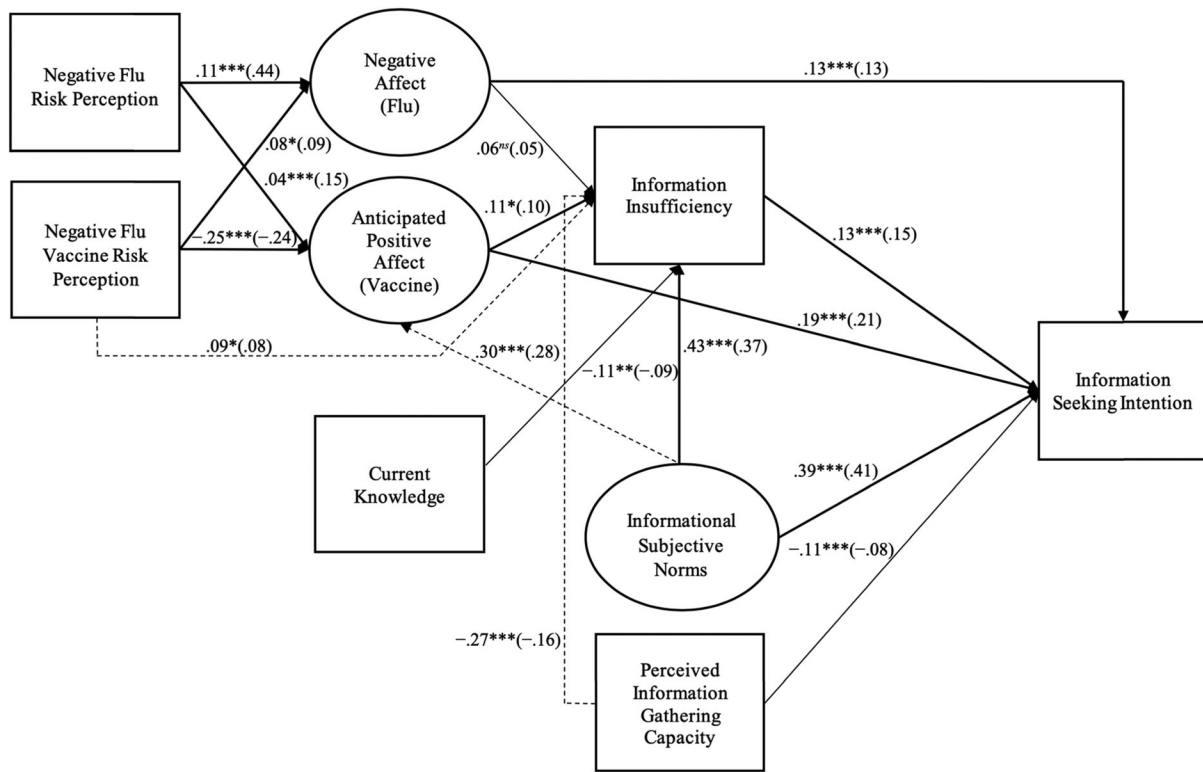 Negative Flu
Risk Perception
.11***(.44)
Negative
Affect
(Flu)
.13***(.13)
.08*(.09)
.06ns(.05)
.04***(.15)
Negative Flu
Vaccine Risk
Perception
−.25***(−.24)
Anticipated
Positive
Affect
(Vaccine)
.11*(.10)
Information
Insufficiency
.13***(.15)
.19***(.21)
.09*(.08)
.30***(.28)
.43***(.37)
−.11**(−.09)
Information
Seeking Intention
Current
Knowledge
.39***(.41)
Informational
Subjective
Norms
−.11***(−.08)
−.27***(−.16)
Perceived
Information
Gathering
Capacity